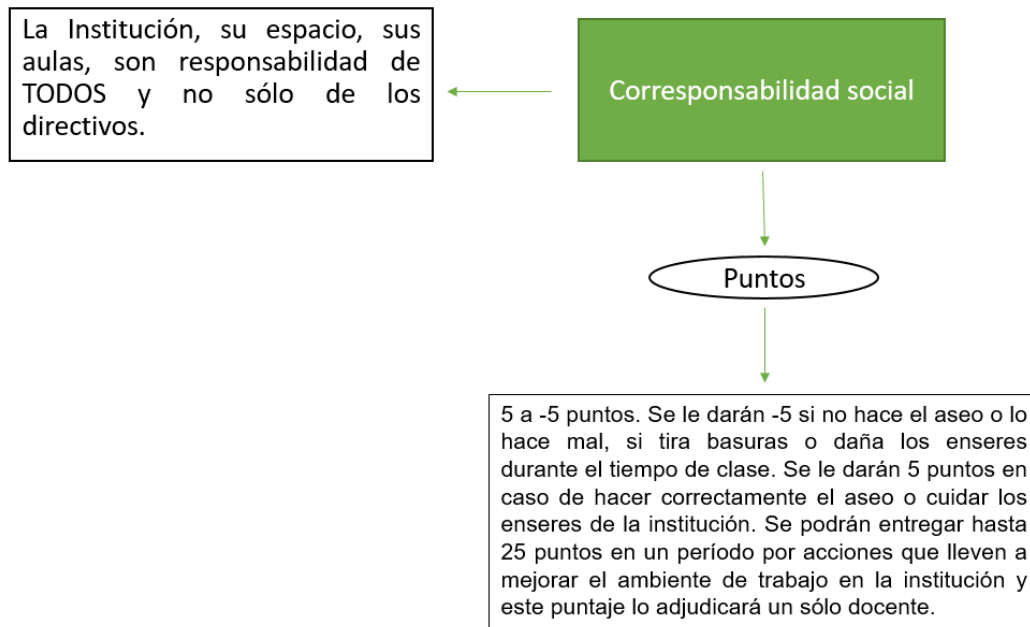 La Institución, su espacio, sus
aulas, son responsabilidad de
TODOS y no sólo de los
directivos.
Corresponsabilidad social
Puntos
5 a -5 puntos. Se le darán -5 si no hace el aseo o lo
hace mal, si tira basuras o daña los enseres
durante el tiempo de clase. Se le darán 5 puntos en
caso de hacer correctamente el aseo o cuidar los
enseres de la institución. Se podrán entregar hasta
25 puntos en un período por acciones que lleven a
mejorar el ambiente de trabajo en la institución y
este puntaje lo adjudicará un sólo docente.